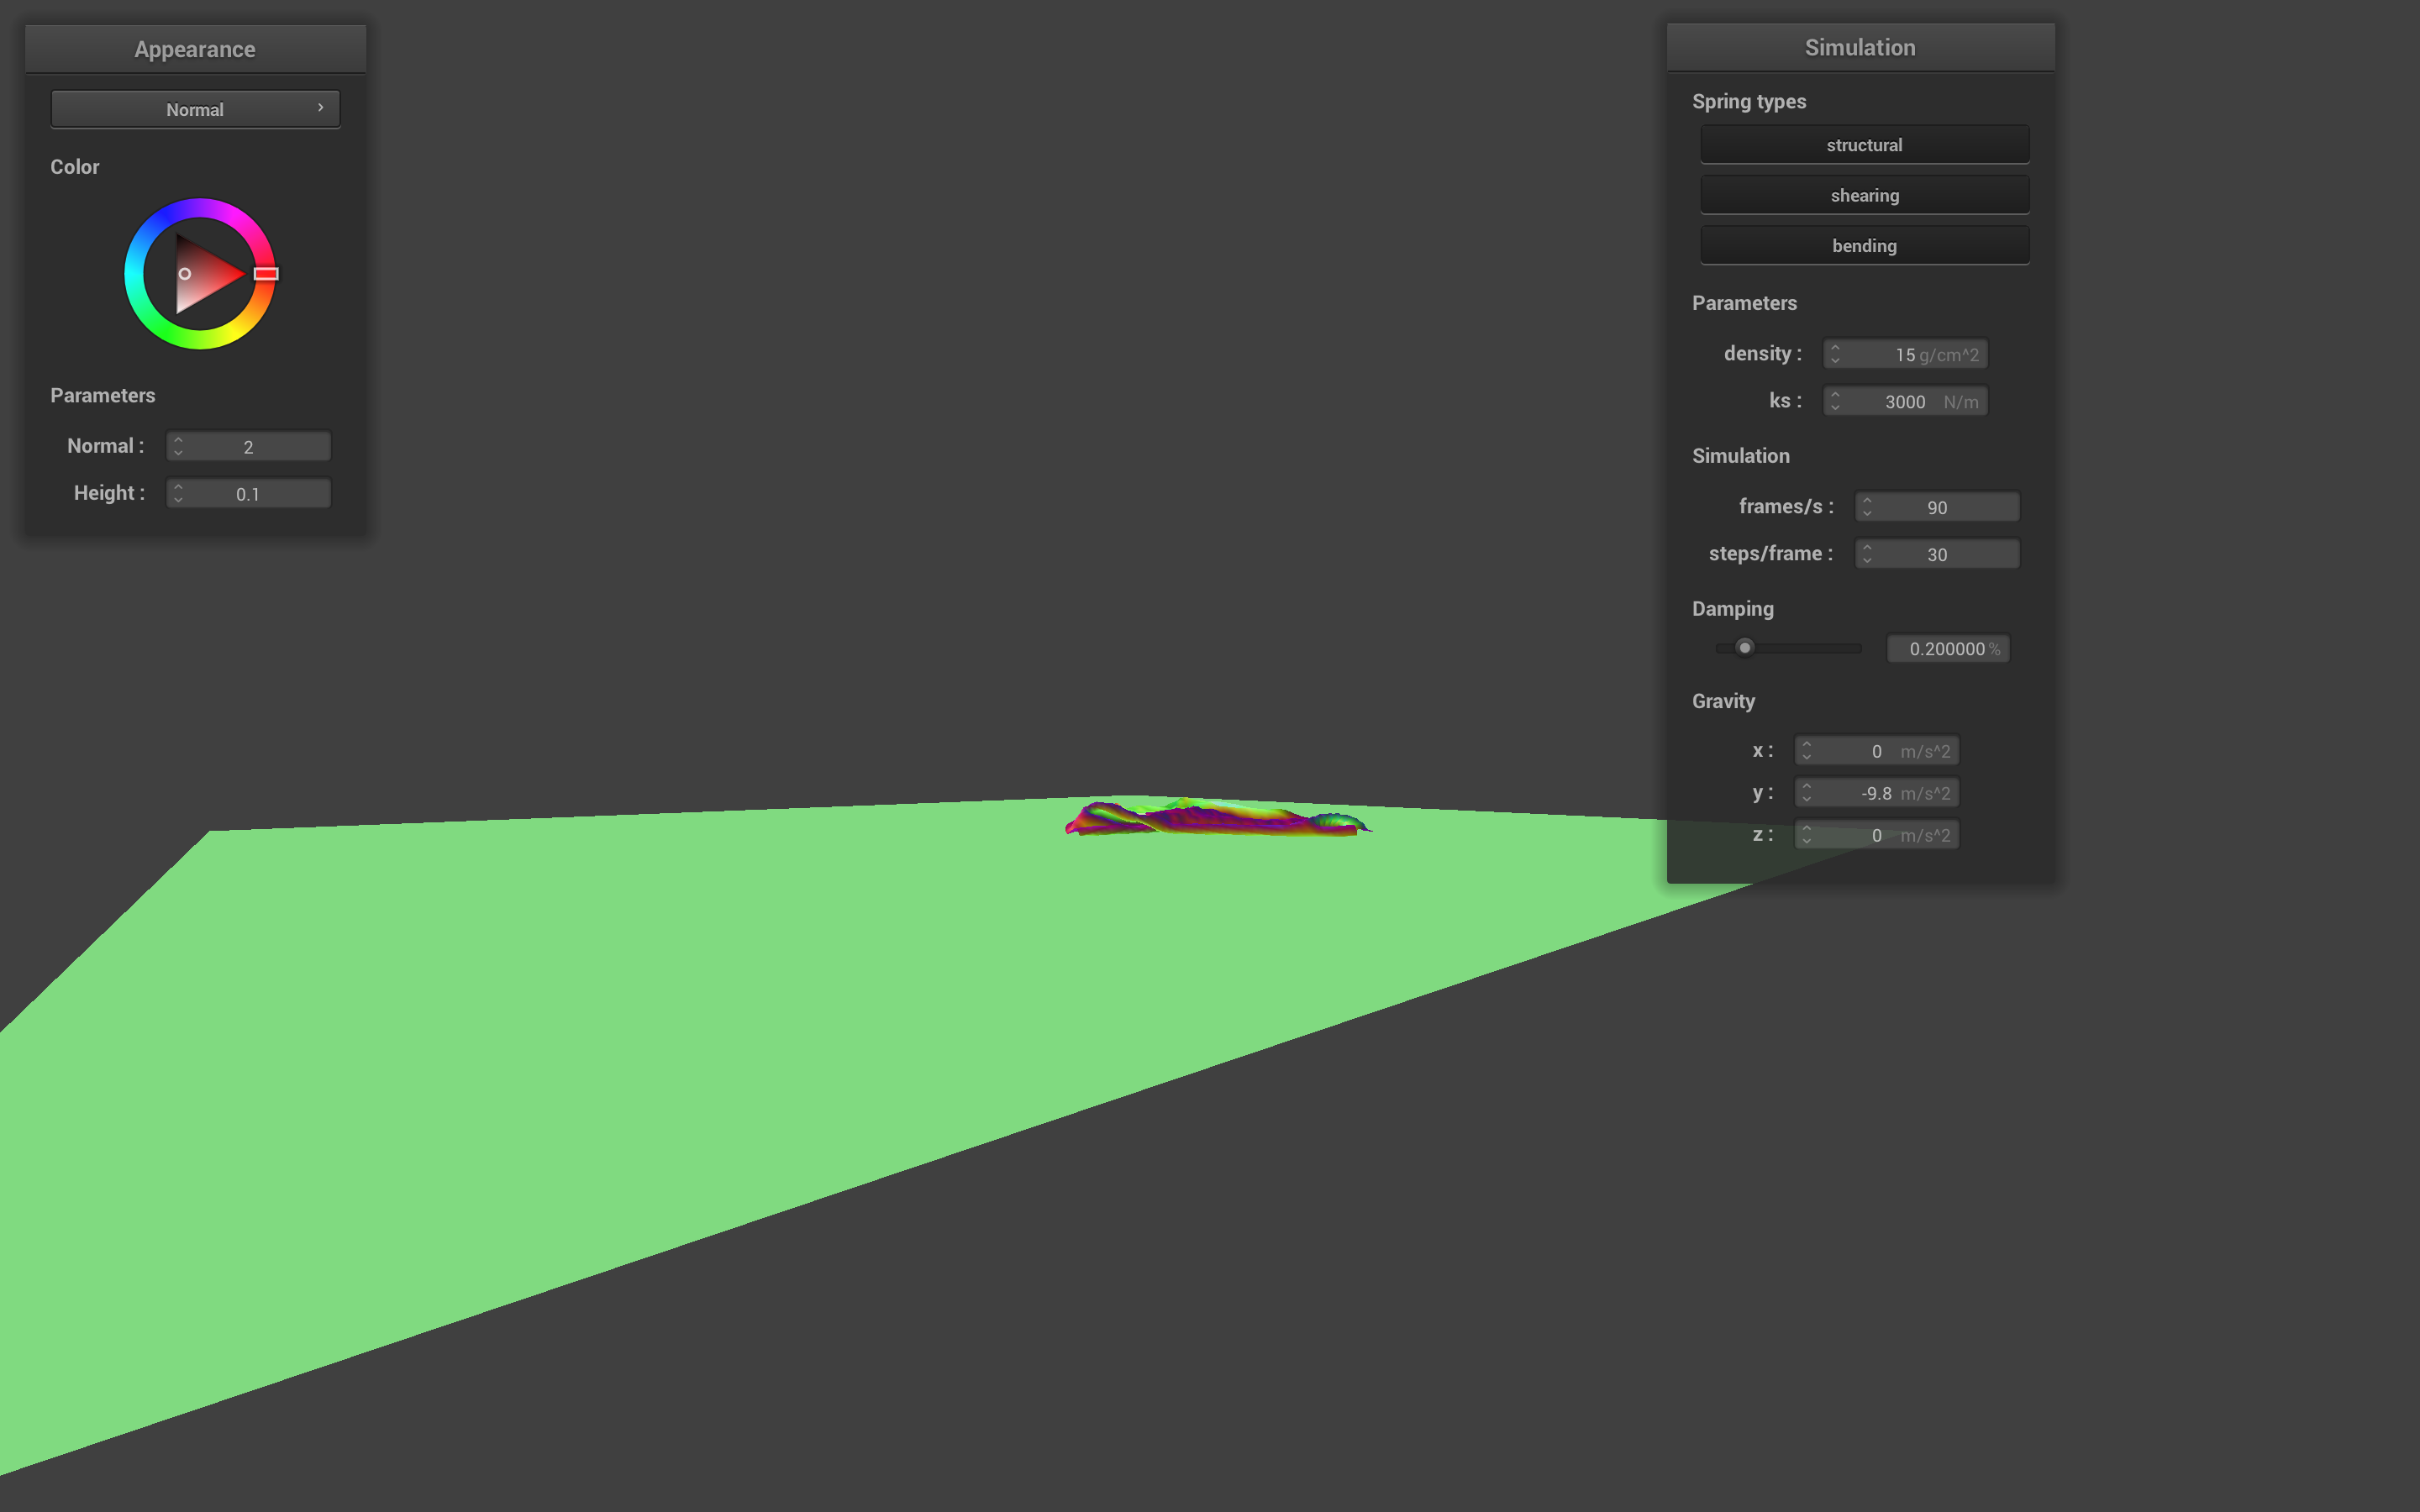 Appearance
Normal
Color
Parameters
Normal : 2
Height : 0.1
Simulation
Spring types
structural
shearing
bending
Parameters
density : 15 g/cm^2
ks : 3000 N/m
Simulation
frames/s : 90
steps/frame : 30
Damping
0.200000 %
Gravity
x : 0 m/s^2
y : -9.8 m/s^2
z : 0 m/s^2